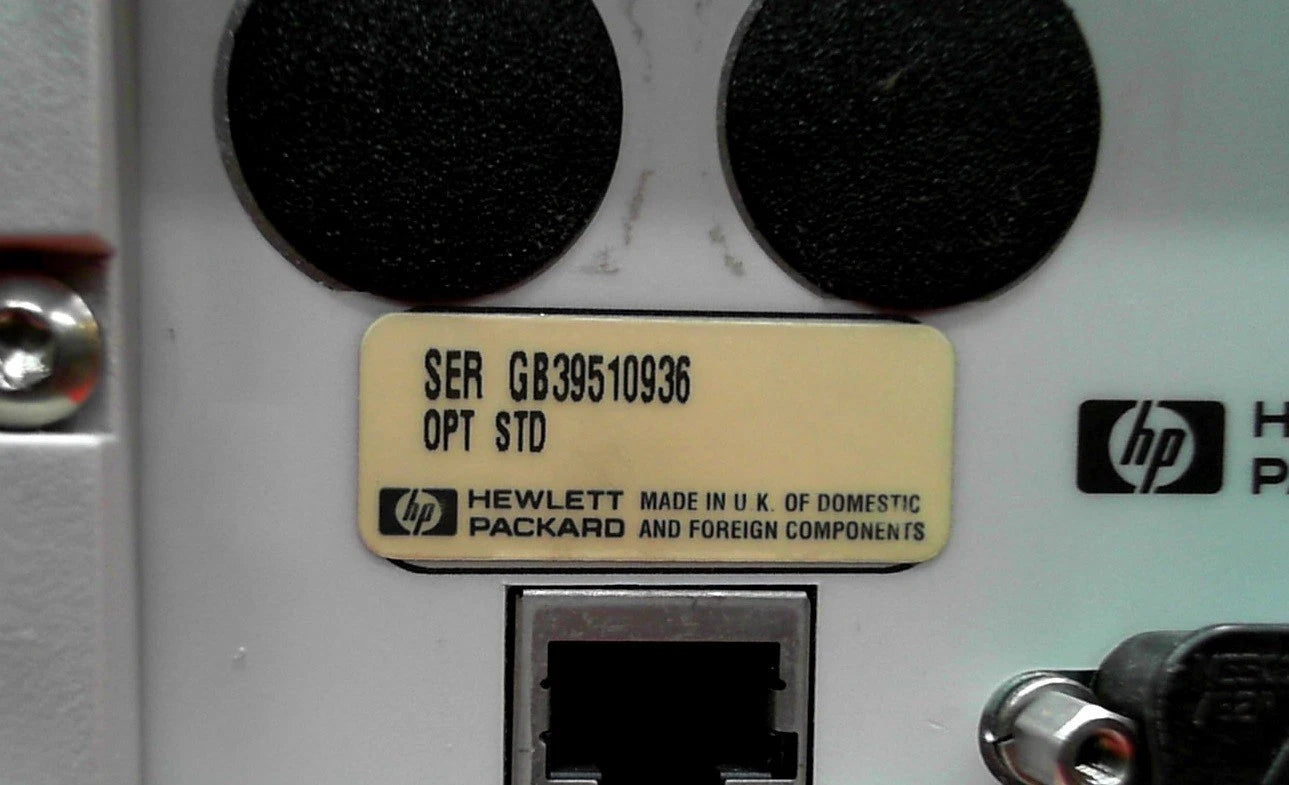 SER GB39510936
OPT STD
hp HEWLETT PACKARD
MADE IN U.K. OF DOMESTIC
AND FOREIGN COMPONENTS
hp